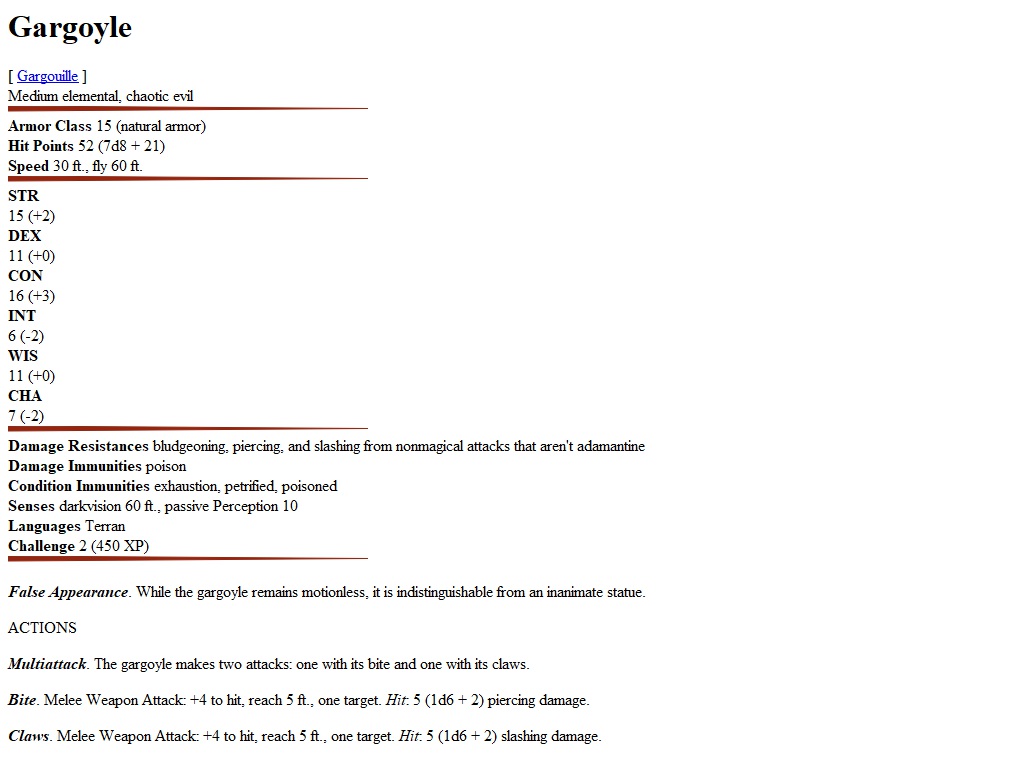 Gargoyle
[ Gargouille ]
Medium elemental, chaotic evil
Armor Class 15 (natural armor)
Hit Points 52 (7d8 + 21)
Speed 30 ft., fly 60 ft.
STR
15 (+2)
DEX
11 (+0)
CON
16 (+3)
INT
6 (-2)
WIS
11 (+0)
CHA
7 (-2)
Damage Resistances bludgeoning, piercing, and slashing from nonmagical attacks that aren't adamantine
Damage Immunities poison
Condition Immunities exhaustion, petrified, poisoned
Senses darkvision 60 ft., passive Perception 10
Languages Terran
Challenge 2 (450 XP)
False Appearance. While the gargoyle remains motionless, it is indistinguishable from an inanimate statue.
ACTIONS
Multiattack. The gargoyle makes two attacks: one with its bite and one with its claws.
Bite. Melee Weapon Attack: +4 to hit, reach 5 ft., one target. Hit: 5 (1d6 + 2) piercing damage.
Claws. Melee Weapon Attack: +4 to hit, reach 5 ft., one target. Hit: 5 (1d6 + 2) slashing damage.